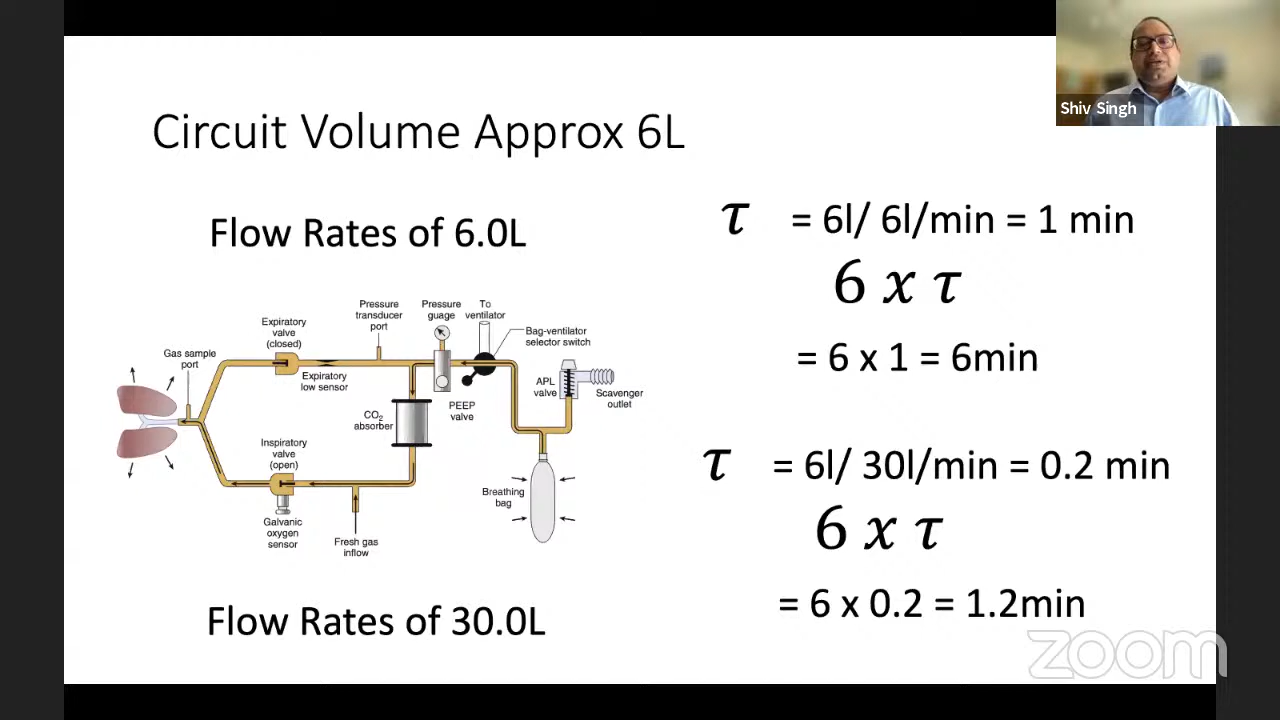 Shiv Singh
Circuit Volume Approx 6L
Flow Rates of 6.0L
τ = 6l/ 6l/min = 1 min
6 x τ
= 6 x 1 = 6min
Pressure
transducer
port
Pressure
guage
To
ventilator
Bag-ventilator
selector switch
Expiratory
valve
(closed)
Gas sample
port
Expiratory
low sensor
PEEP
valve
APL
valve
Scavenger
outlet
CO2
absorber
Inspiratory
valve
(open)
Breathing
bag
Galvanic
oxygen
sensor
Fresh gas
inflow
τ = 6l/ 30l/min = 0.2 min
6 x τ
= 6 x 0.2 = 1.2min
Flow Rates of 30.0L
zoom